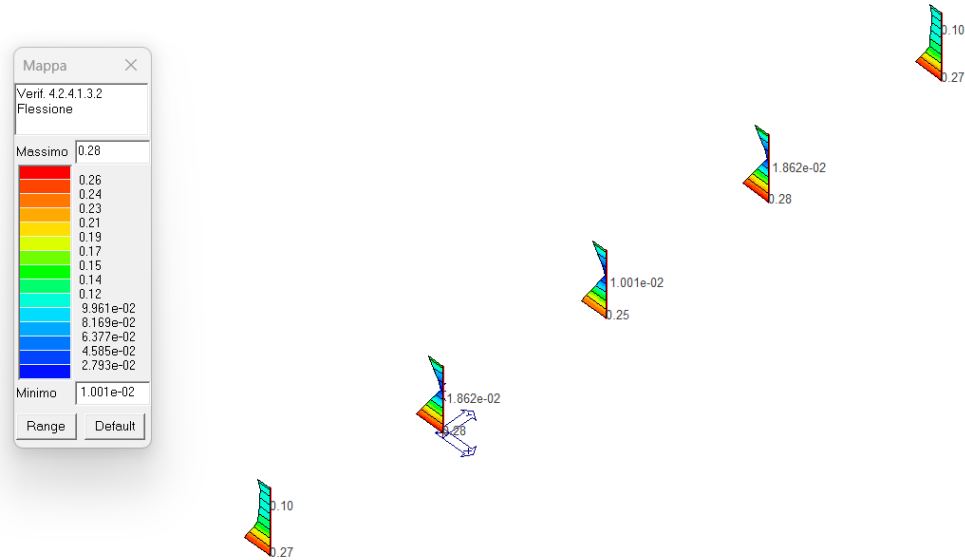 Mappa
Verif. 4.2.4.1.3.2
Flessione
Massimo 0.28
0.26
0.24
0.23
0.21
0.19
0.17
0.15
0.14
0.12
9.961e-02
8.169e-02
6.377e-02
4.585e-02
2.793e-02
Minimo 1.001e-02
Range Default
0.10
0.27
1.862e-02
0.28
1.001e-02
0.25
1.862e-02
0.28
0.10
0.27